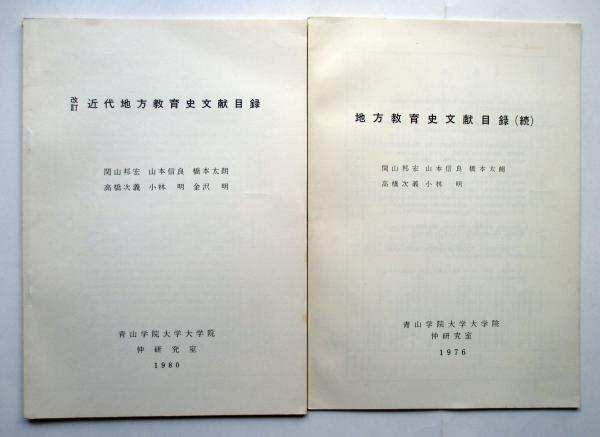 改訂 近代地方教育史文献目録
関山邦宏 山本信良 橋本太朗
高橋次義 小林 明 金沢 明
青山学院大学大学院
仲研究室
1980
地方教育史文献目録(続)
関山邦宏 山本信良 橋本太朗
高橋次義 小林 明
青山学院大学大学院
仲研究室
1976